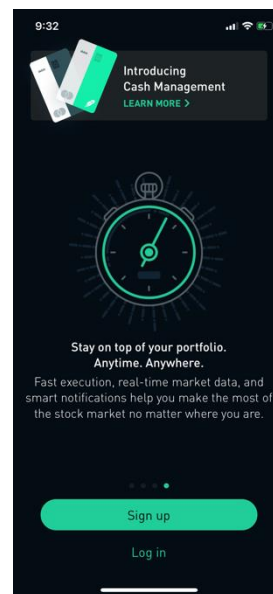 9:32
Introducing
Cash Management
LEARN MORE >
Stay on top of your portfolio.
Anytime. Anywhere.
Fast execution, real-time market data, and
smart notifications help you make the most of
the stock market no matter where you are.
Sign up
Log in